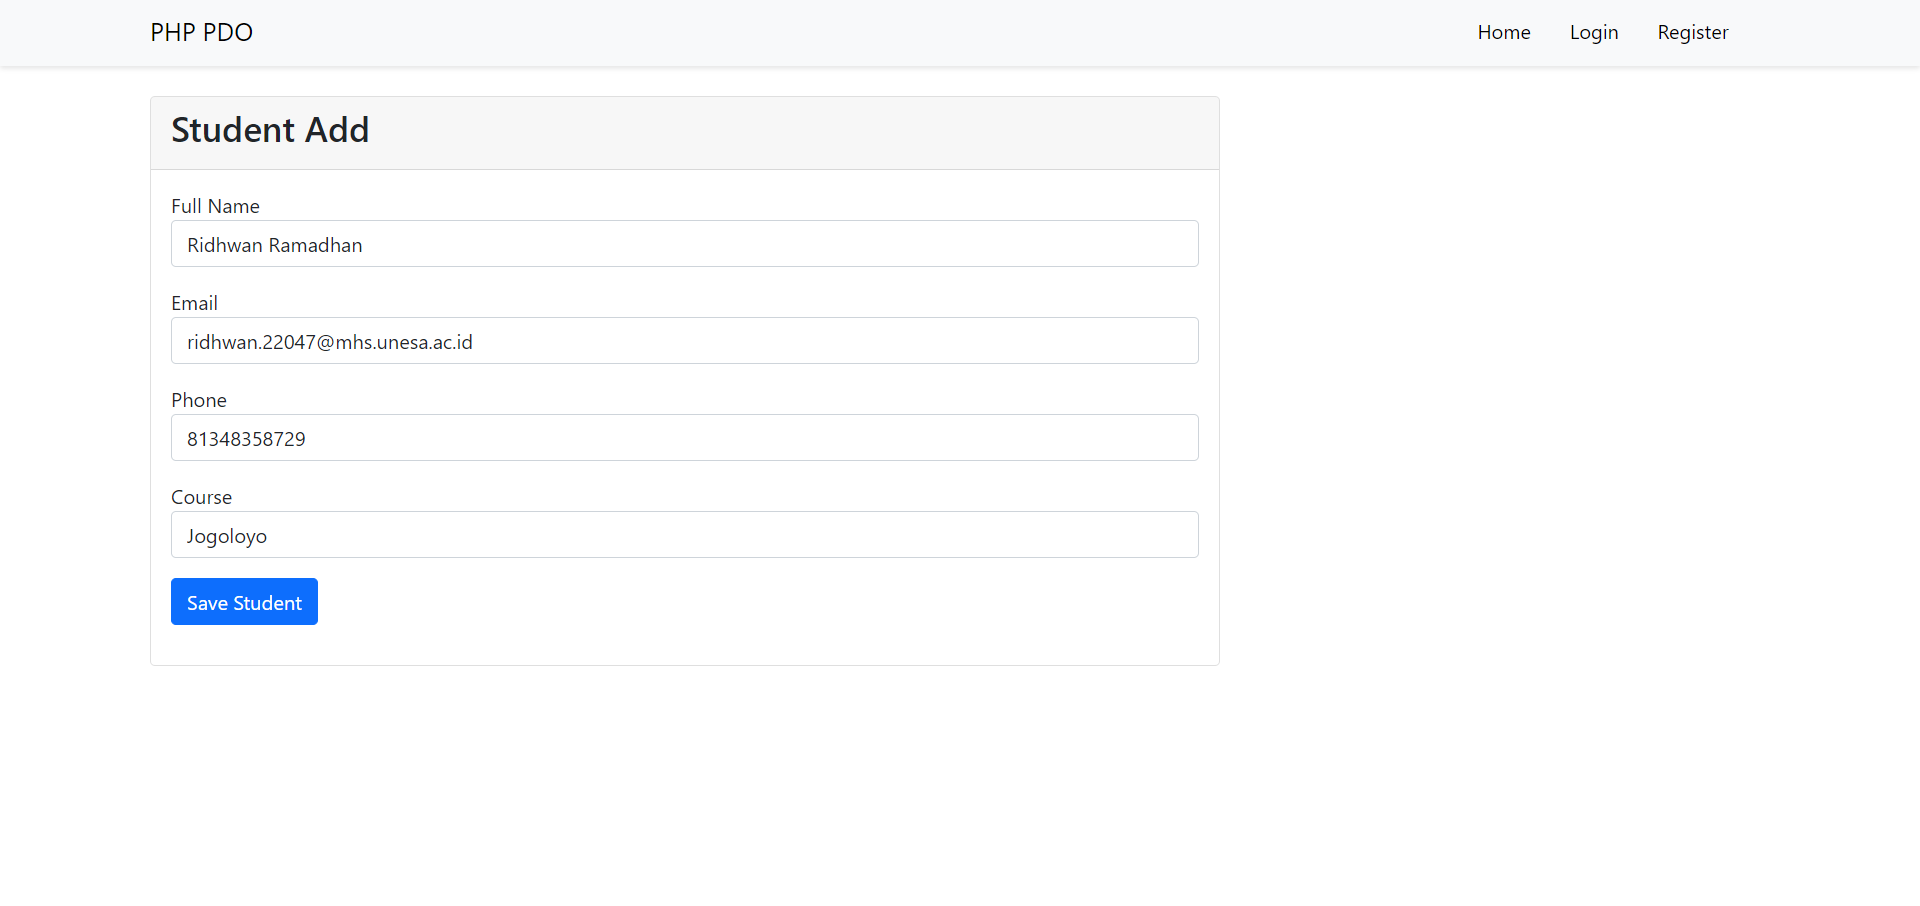 PHP PDO
Home Login Register
Student Add
Full Name
Ridhwan Ramadhan
Email
ridhwan.22047@mhs.unesa.ac.id
Phone
81348358729
Course
Jogoloyo
Save Student